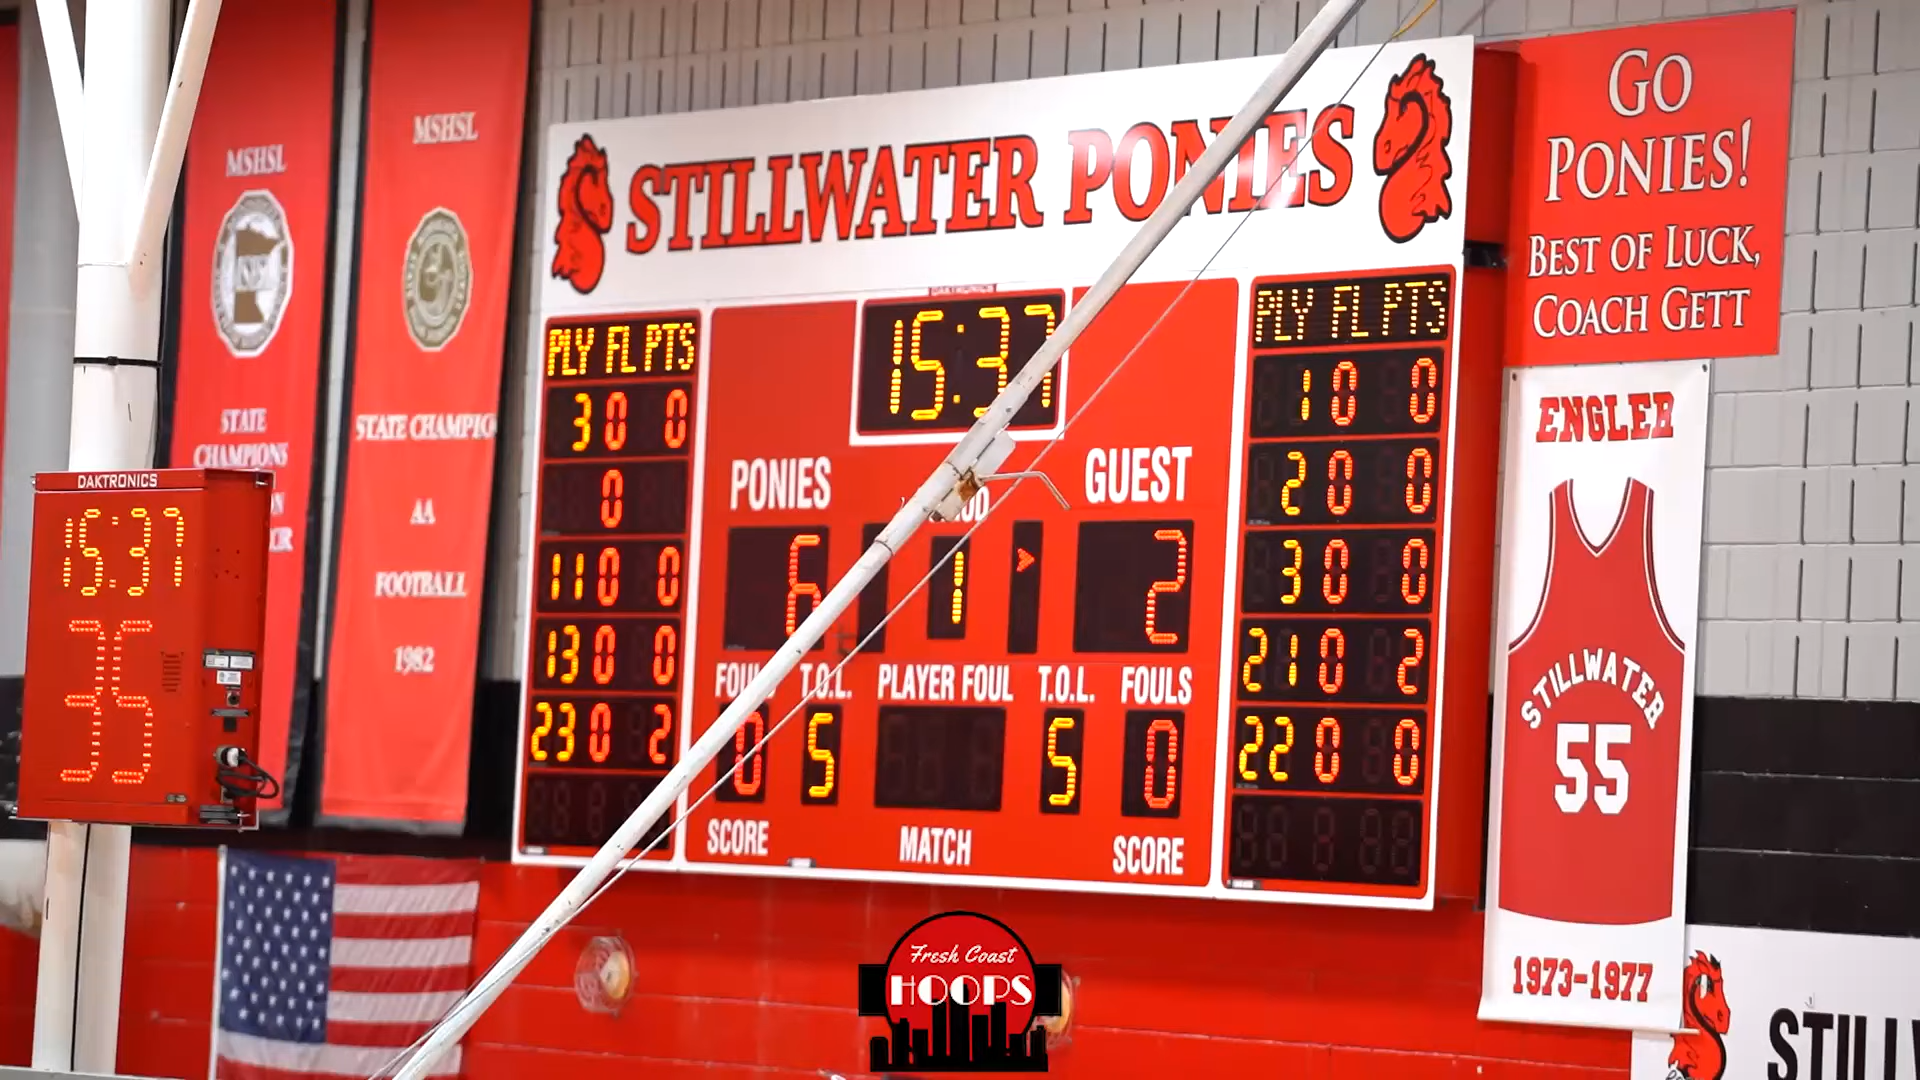 MSHSL
STATE
CHAMPIONS
MSHSL
STATE CHAMPIO
AA
FOOTBALL
1982
DAKTRONICS
15:37
35
35
STILLWATER PONIES
DAKTRONICS
15:37
PLY FL PTS
3 0 0
0
11 0 0
13 0 0
23 0 2
PONIES
6
1
GUEST
2
T.O.L.
PLAYER FOUL
T.O.L.
FOULS
0
5
5
0
SCORE
MATCH
SCORE
PLY FL PTS
1 0 0
2 0 0
3 0 0
21 0 2
22 0 0
GO
PONIES!
BEST OF LUCK,
COACH GETT
ENGLER
STILLWATER
55
1973-1977
Fresh Coast
HOOPS